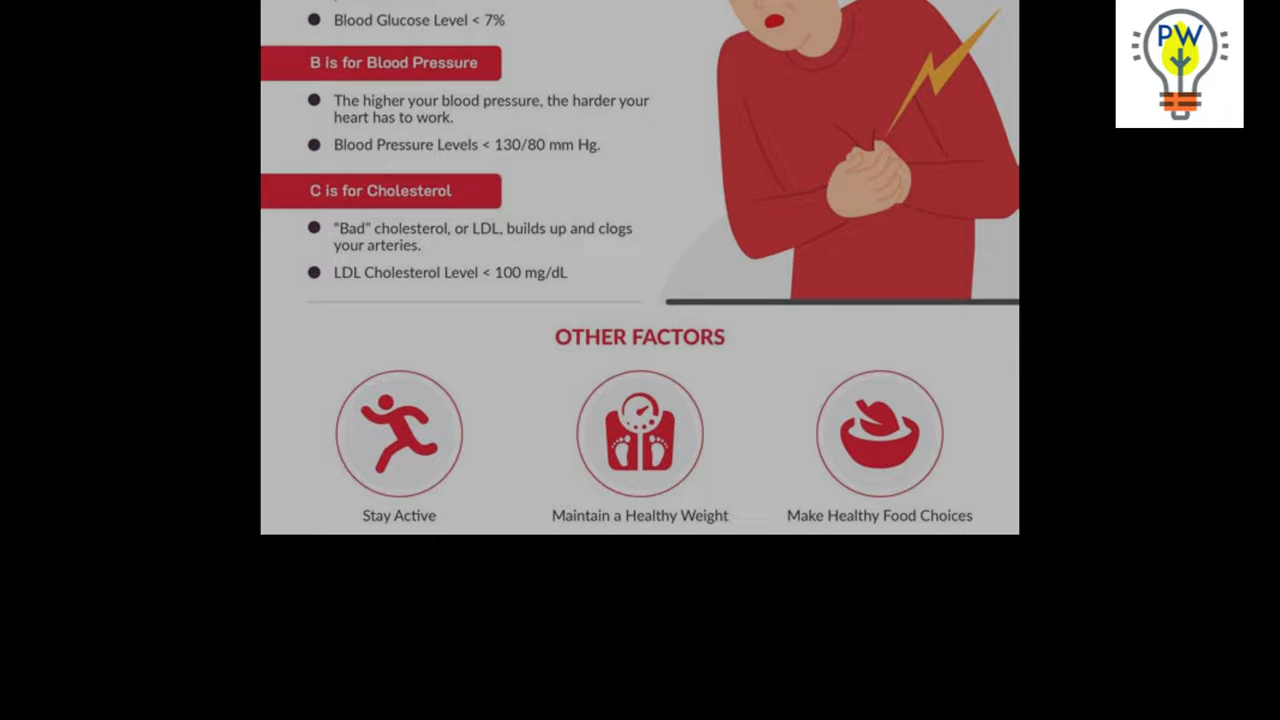 Blood Glucose Level < 7%
B is for Blood Pressure
The higher your blood pressure, the harder your
heart has to work.
Blood Pressure Levels < 130/80 mm Hg.
C is for Cholesterol
“Bad” cholesterol, or LDL, builds up and clogs
your arteries.
LDL Cholesterol Level < 100 mg/dL
OTHER FACTORS
Stay Active
Maintain a Healthy Weight
Make Healthy Food Choices
PW